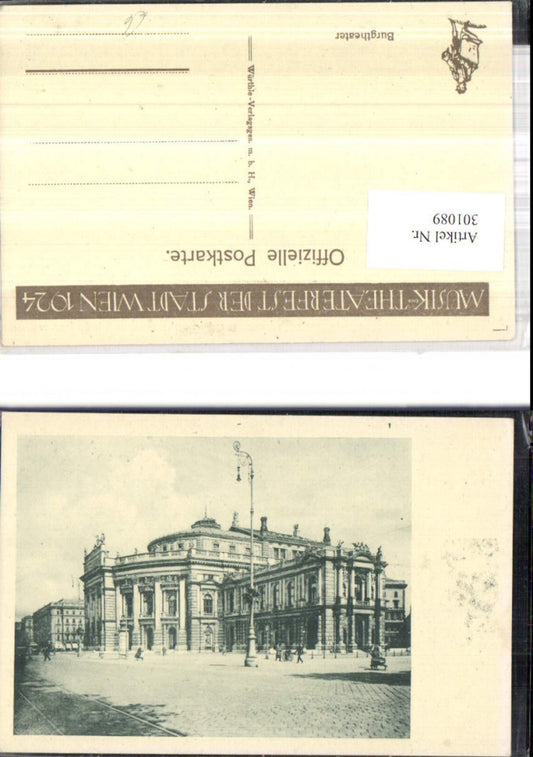 MUSIK- U. THEATERFEST DER STADT WIEN 1924
Offizielle Postkarte.
Artikel Nr.
301089
Würthle-Verlagsges. m. b. H., Wien.
Burgtheater